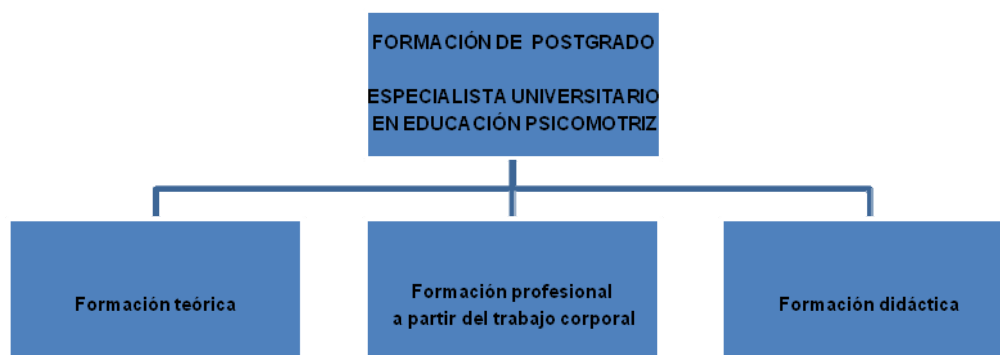 FORMACIÓN DE POSTGRADO
ESPECIALISTA UNIVERSITARIO
EN EDUCACIÓN PSICOMOTRIZ
Formación teórica
Formación profesional
a partir del trabajo corporal
Formación didáctica